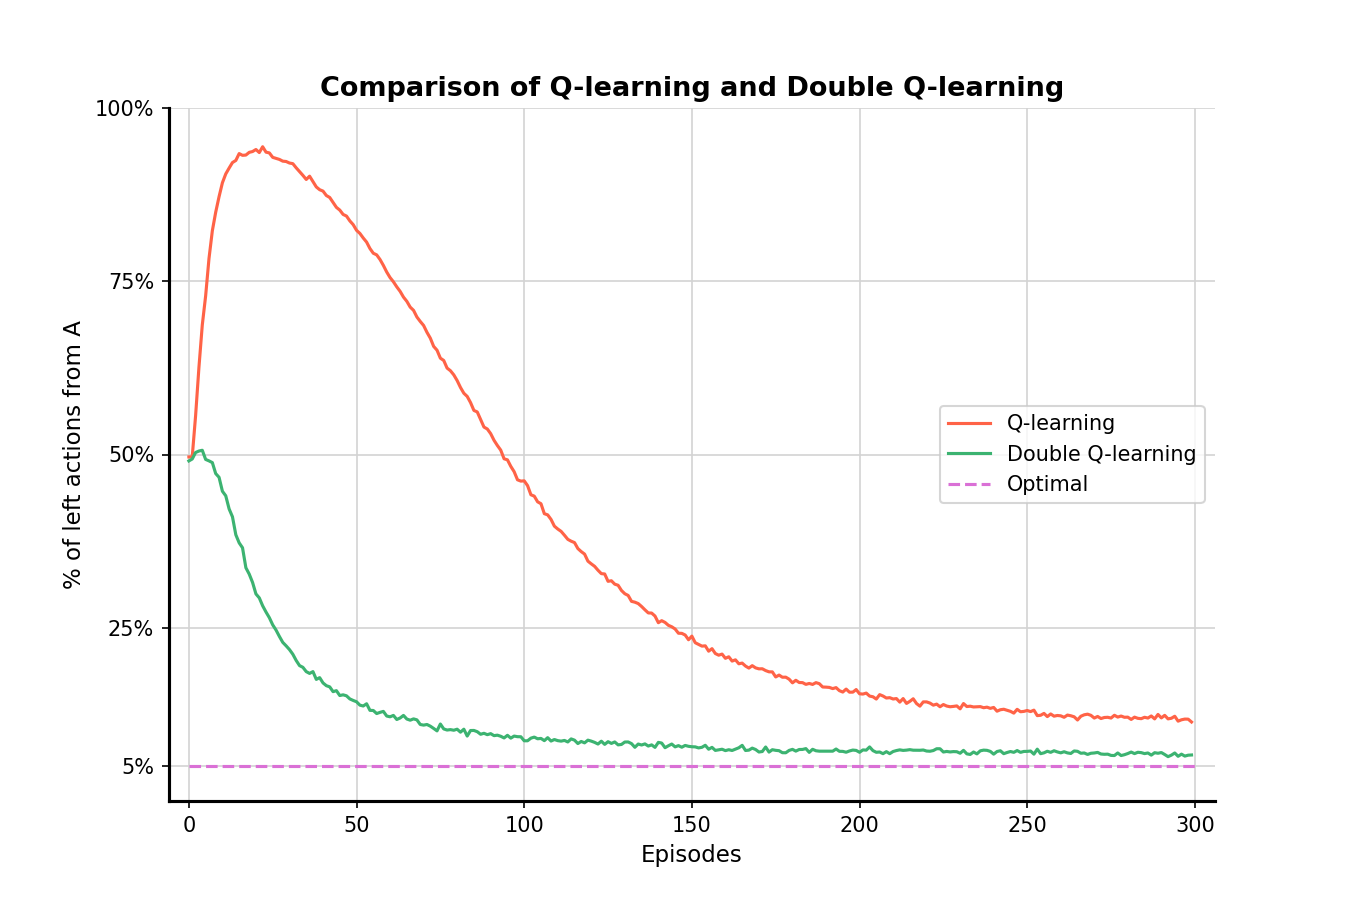 Comparison of Q-learning and Double Q-learning
100%
75%
50%
25%
5%
% of left actions from A
Q-learning
Double Q-learning
Optimal
0 50 100 150 200 250 300
Episodes